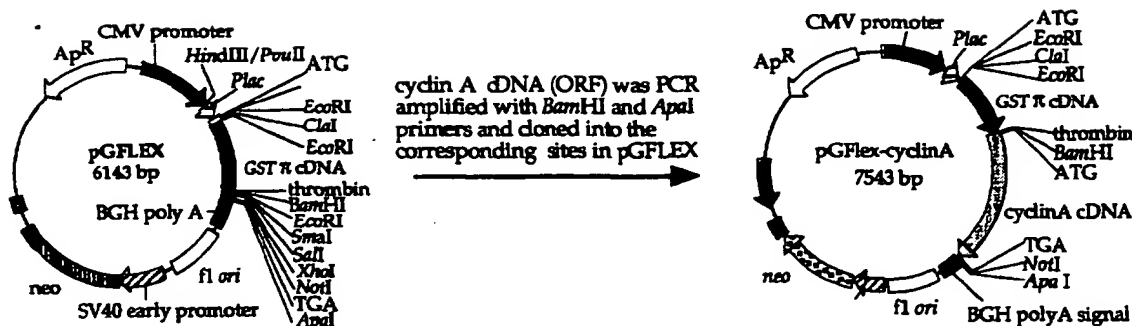 CMV promoter
HindIII/PouII
Plac
ATG
ApR
EcoRI
ClaI
EcoRI
pGFLEX
6143 bp
GST π cDNA
thrombin
BamHI
BGH poly A
EcoRI
SmaI
SalI
XhoI
NotI
TGA
ApaI
f1 ori
neo
SV40 early promoter
cyclin A cDNA (ORF) was PCR
amplified with BamHI and ApaI
primers and cloned into the
corresponding sites in pGFLEX
CMV promoter
Plac
ATG
EcoRI
ClaI
EcoRI
ApR
GST π cDNA
thrombin
BamHI
ATG
pGFlex-cyclinA
7543 bp
cyclinA cDNA
TGA
NotI
Apa I
neo
f1 ori
BGH polyA signal